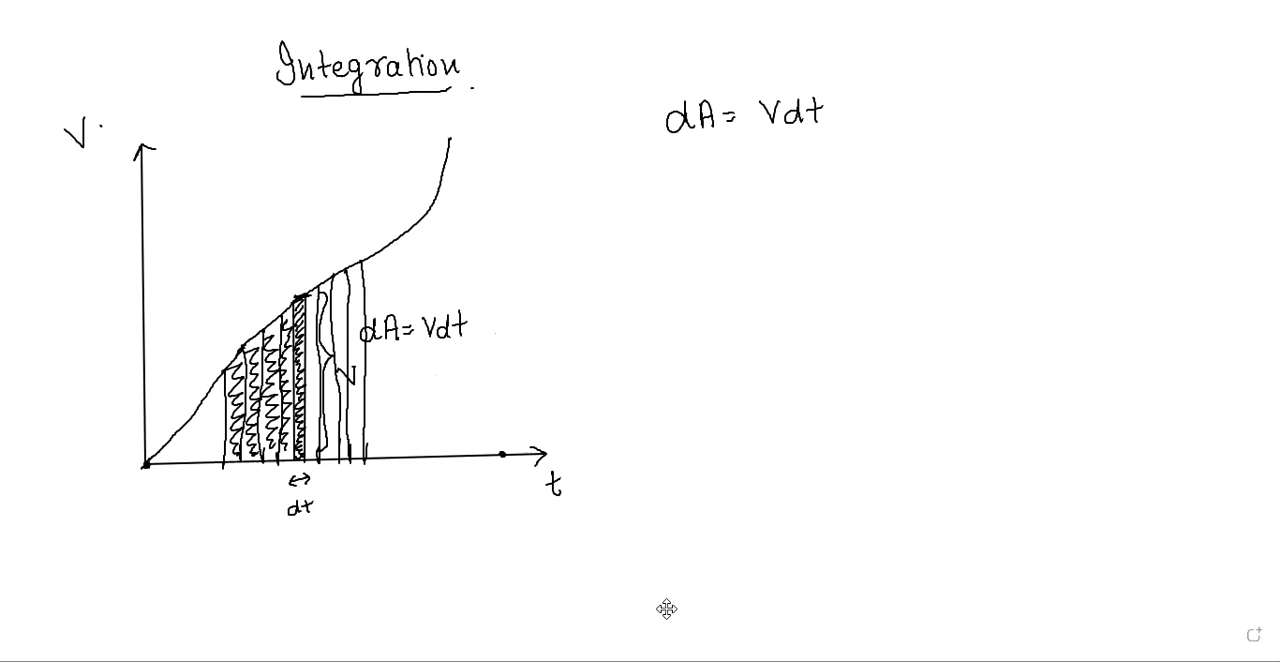 Integration.
dA = Vdt
V
dA = Vdt
V
t
dt